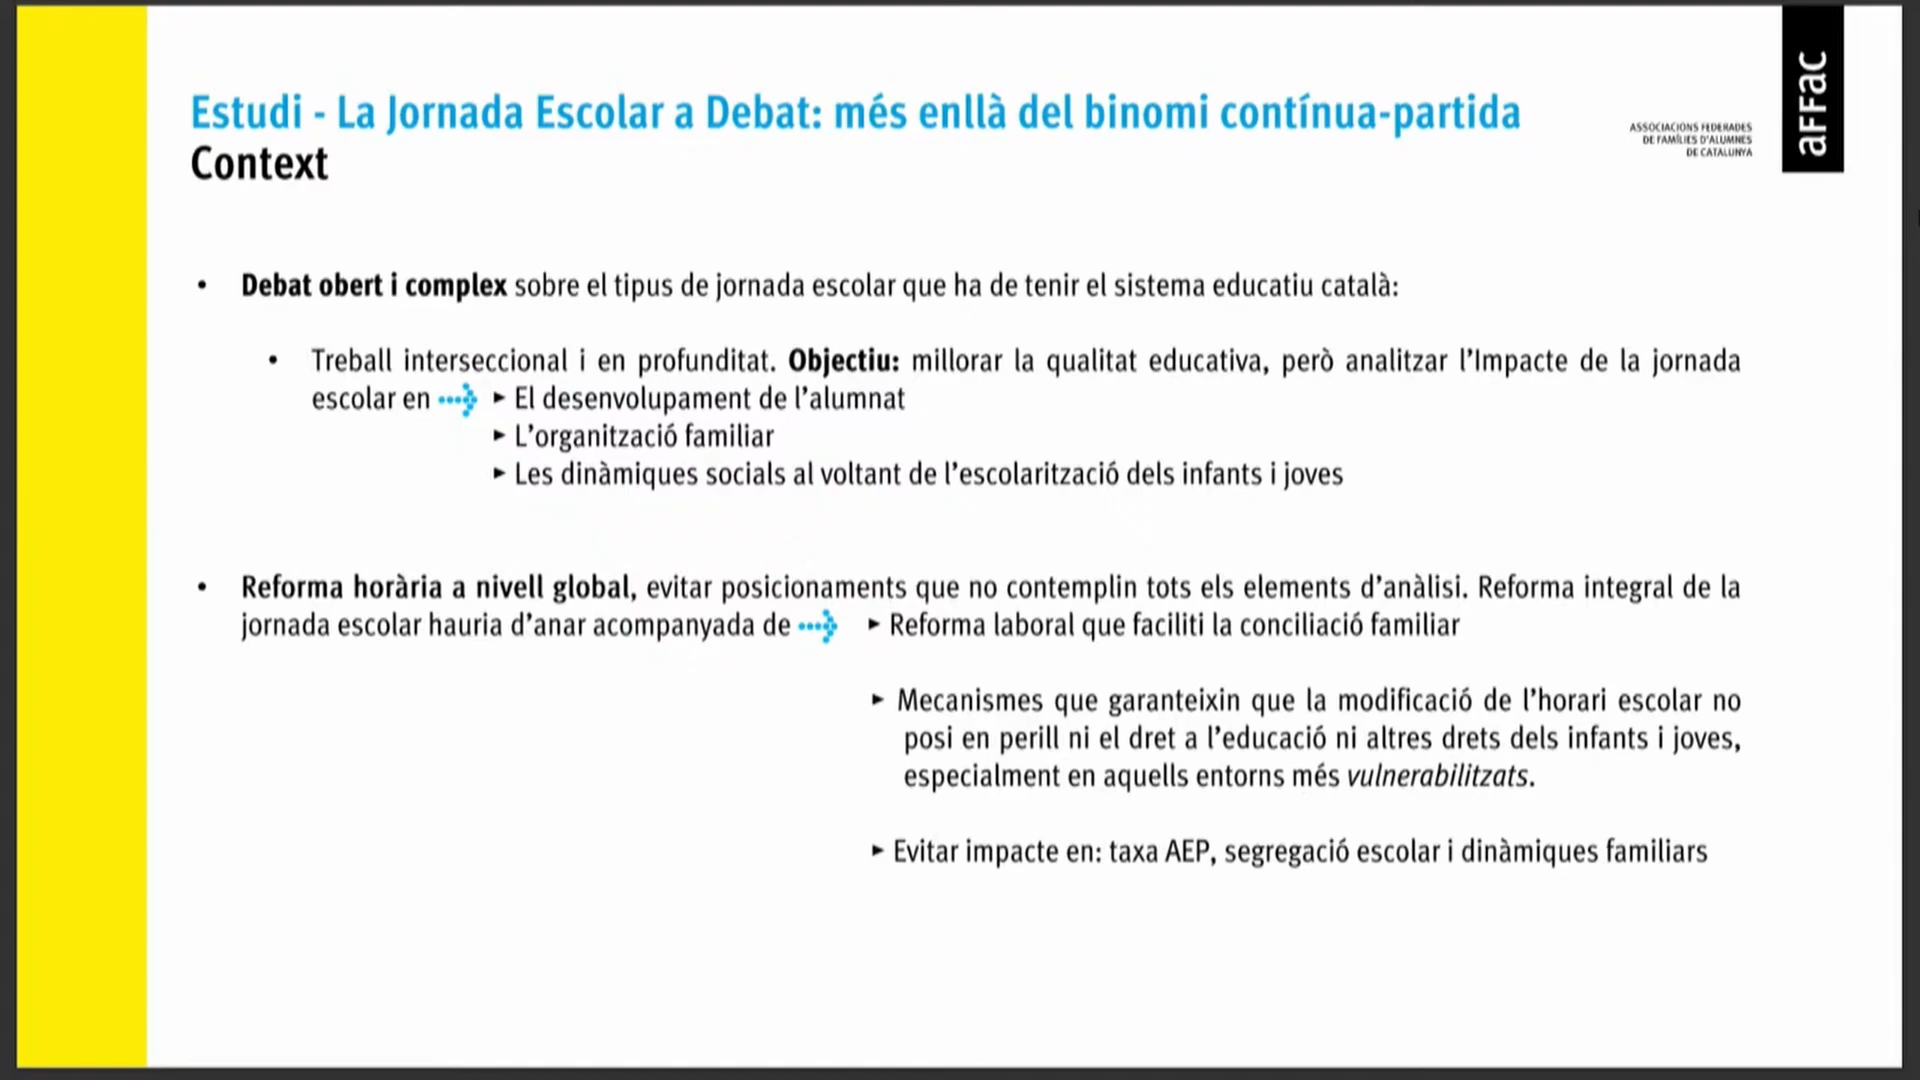 Estudi - La Jornada Escolar a Debat: més enllà del binomi contínua-partida
Context
ASSOCIACIONS FEDERADES
DE FAMÍLIES D'ALUMNES
DE CATALUNYA
aFFac
• Debat obert i complex sobre el tipus de jornada escolar que ha de tenir el sistema educatiu català:
• Treball interseccional i en profunditat. Objectiu: millorar la qualitat educativa, però analitzar l'Impacte de la jornada
escolar en ► El desenvolupament de l'alumnat
► L'organització familiar
► Les dinàmiques socials al voltant de l'escolarització dels infants i joves
• Reforma horària a nivell global, evitar posicionaments que no contemplin tots els elements d'anàlisi. Reforma integral de la
jornada escolar hauria d'anar acompanyada de ► Reforma laboral que faciliti la conciliació familiar
► Mecanismes que garanteixin que la modificació de l'horari escolar no
posi en perill ni el dret a l'educació ni altres drets dels infants i joves,
especialment en aquells entorns més vulnerabilitzats.
► Evitar impacte en: taxa AEP, segregació escolar i dinàmiques familiars